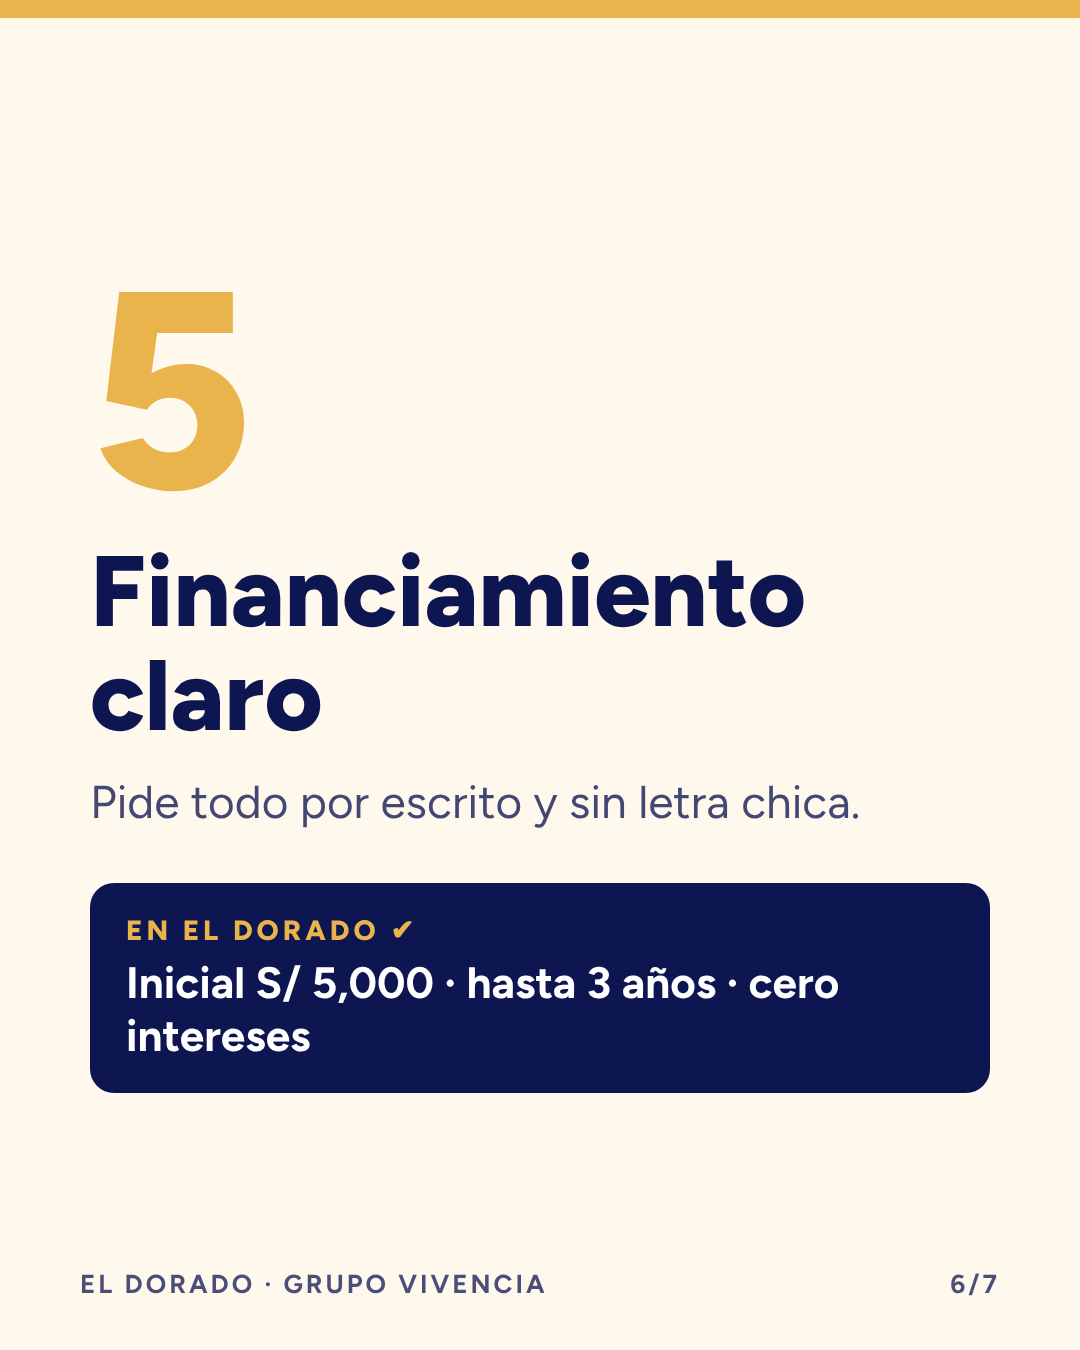 5
Financiamiento
claro
Pide todo por escrito y sin letra chica.
EN EL DORADO ✔
Inicial S/ 5,000 · hasta 3 años · cero
intereses
EL DORADO · GRUPO VIVENCIA
6/7